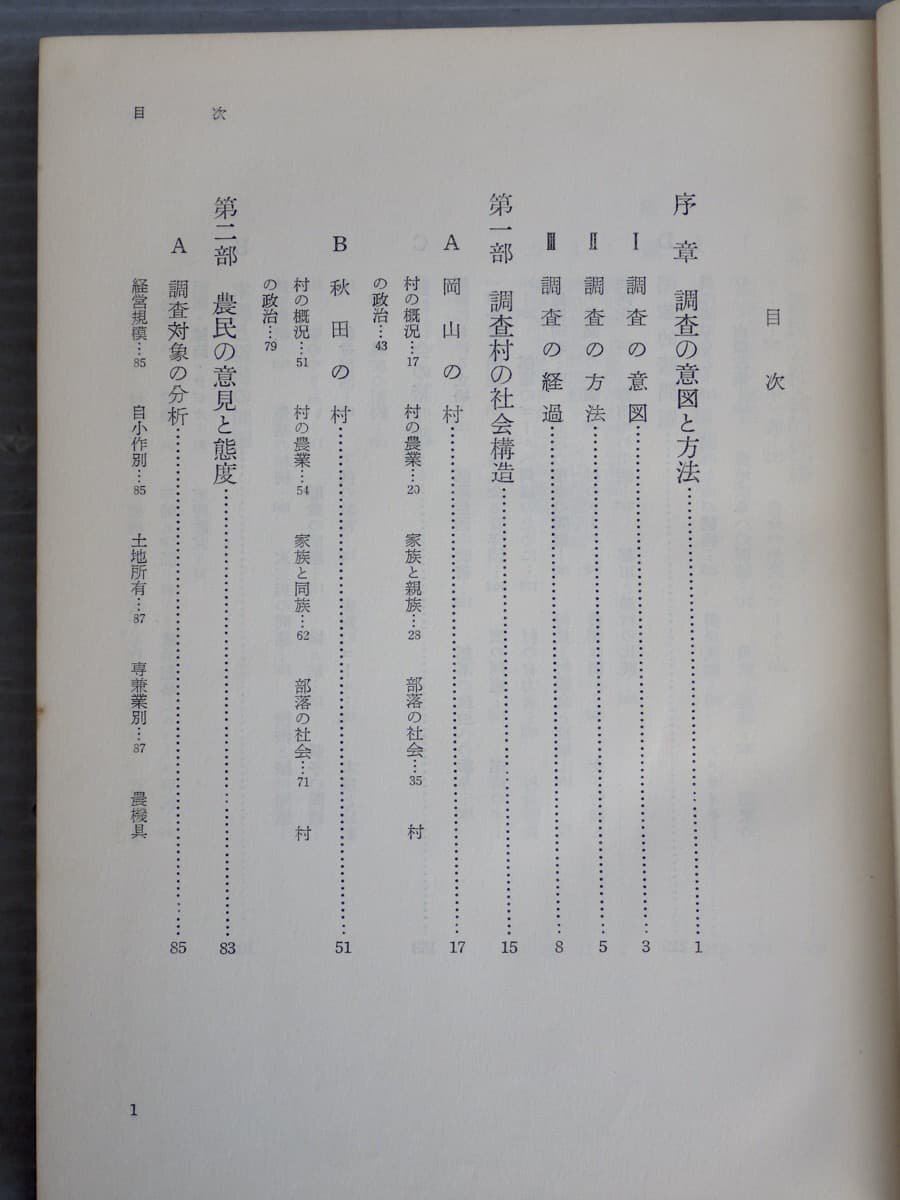 目次
序章　調査の意図と方法……1
Ⅰ　調査の意図……3
Ⅱ　調査の方法……5
Ⅲ　調査の経過……8
第一部　調査村の社会構造……15
A　岡山の村……17
村の概況…17　村の農業…20　家族と親族…28　部落の社会…35　村
の政治…43
B　秋田の村……51
村の概況…51　村の農業…54　家族と同族…62　部落の社会…71　村
の政治…79
第二部　農民の意見と態度……83
A　調査対象の分析……85
経営規模…85　自小作別…85　土地所有…87　専兼業別…87　農機具
目　次
1